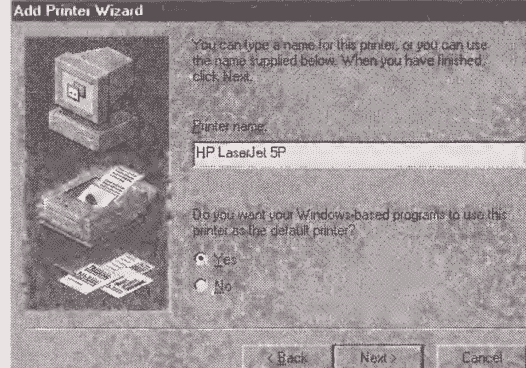 Add Printer Wizard
You can type a name for this printer, or you can use
the name supplied below. When you have finished,
click Next.
Printer name:
HP LaserJet 5P
Do you want your Windows-based programs to use this
printer as the default printer?
Yes
No
< Back
Next >
Cancel